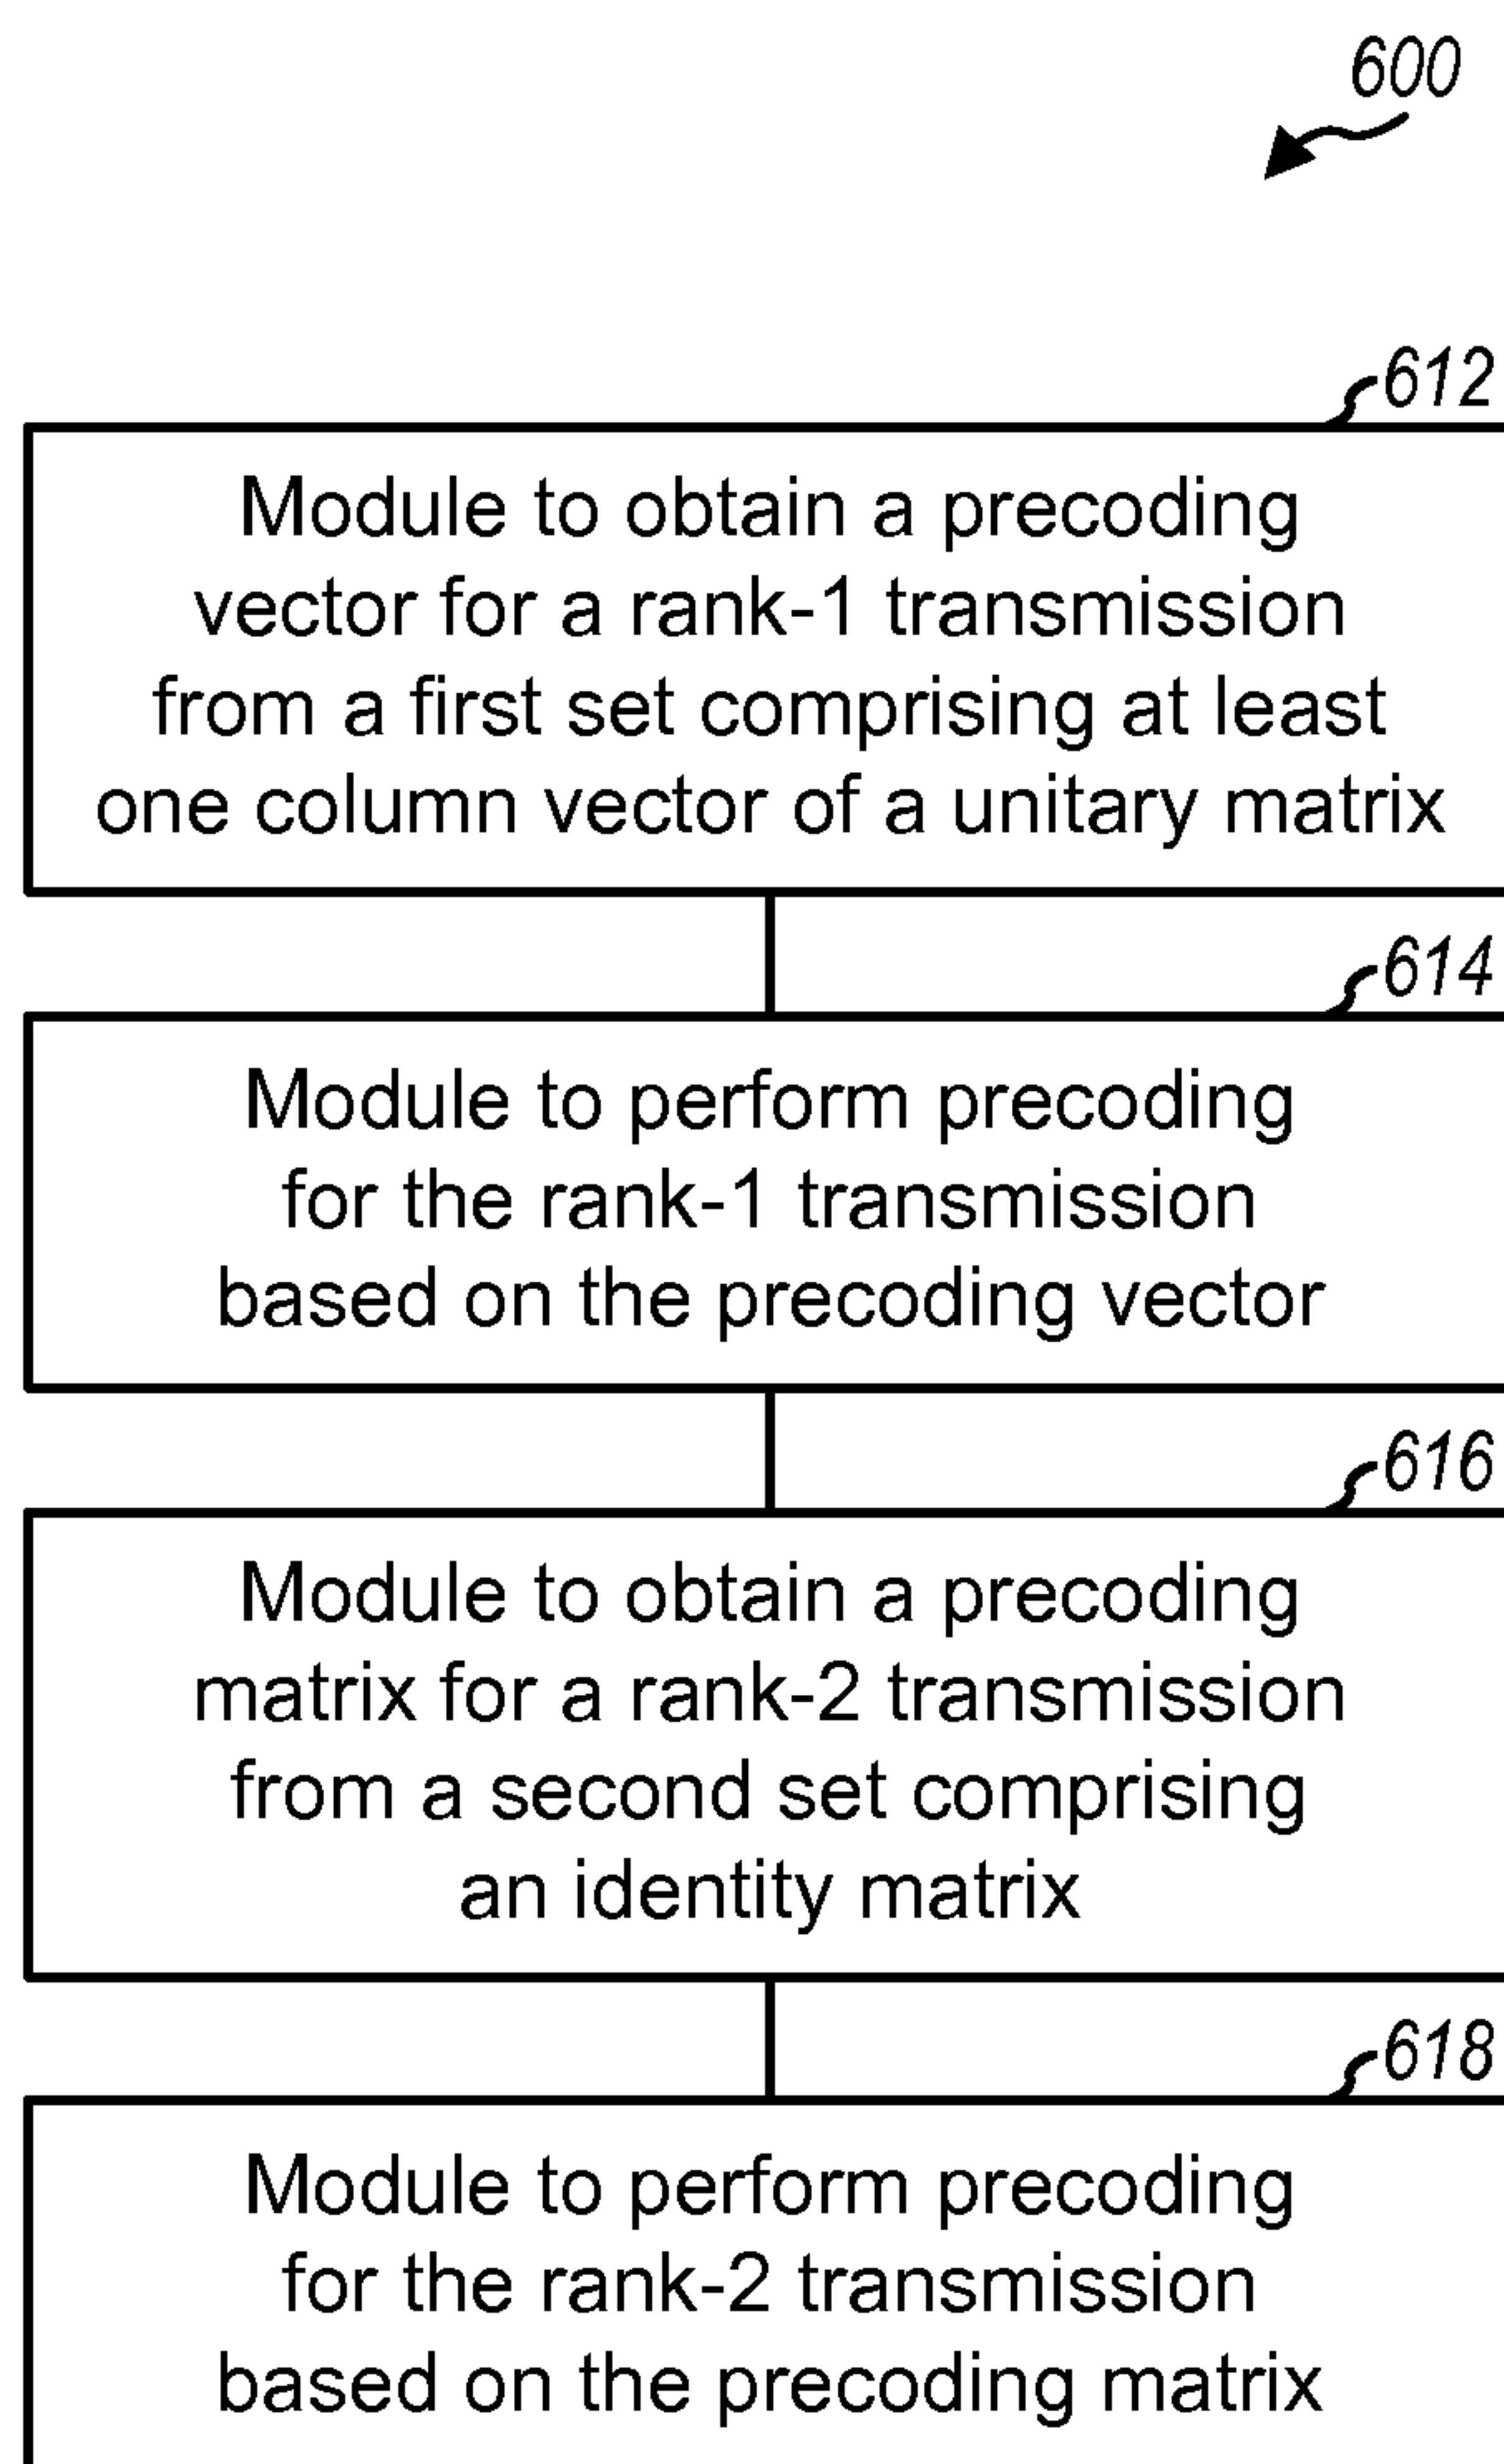 600
612
Module to obtain a precoding
vector for a rank-1 transmission
from a first set comprising at least
one column vector of a unitary matrix
614
Module to perform precoding
for the rank-1 transmission
based on the precoding vector
616
Module to obtain a precoding
matrix for a rank-2 transmission
from a second set comprising
an identity matrix
618
Module to perform precoding
for the rank-2 transmission
based on the precoding matrix